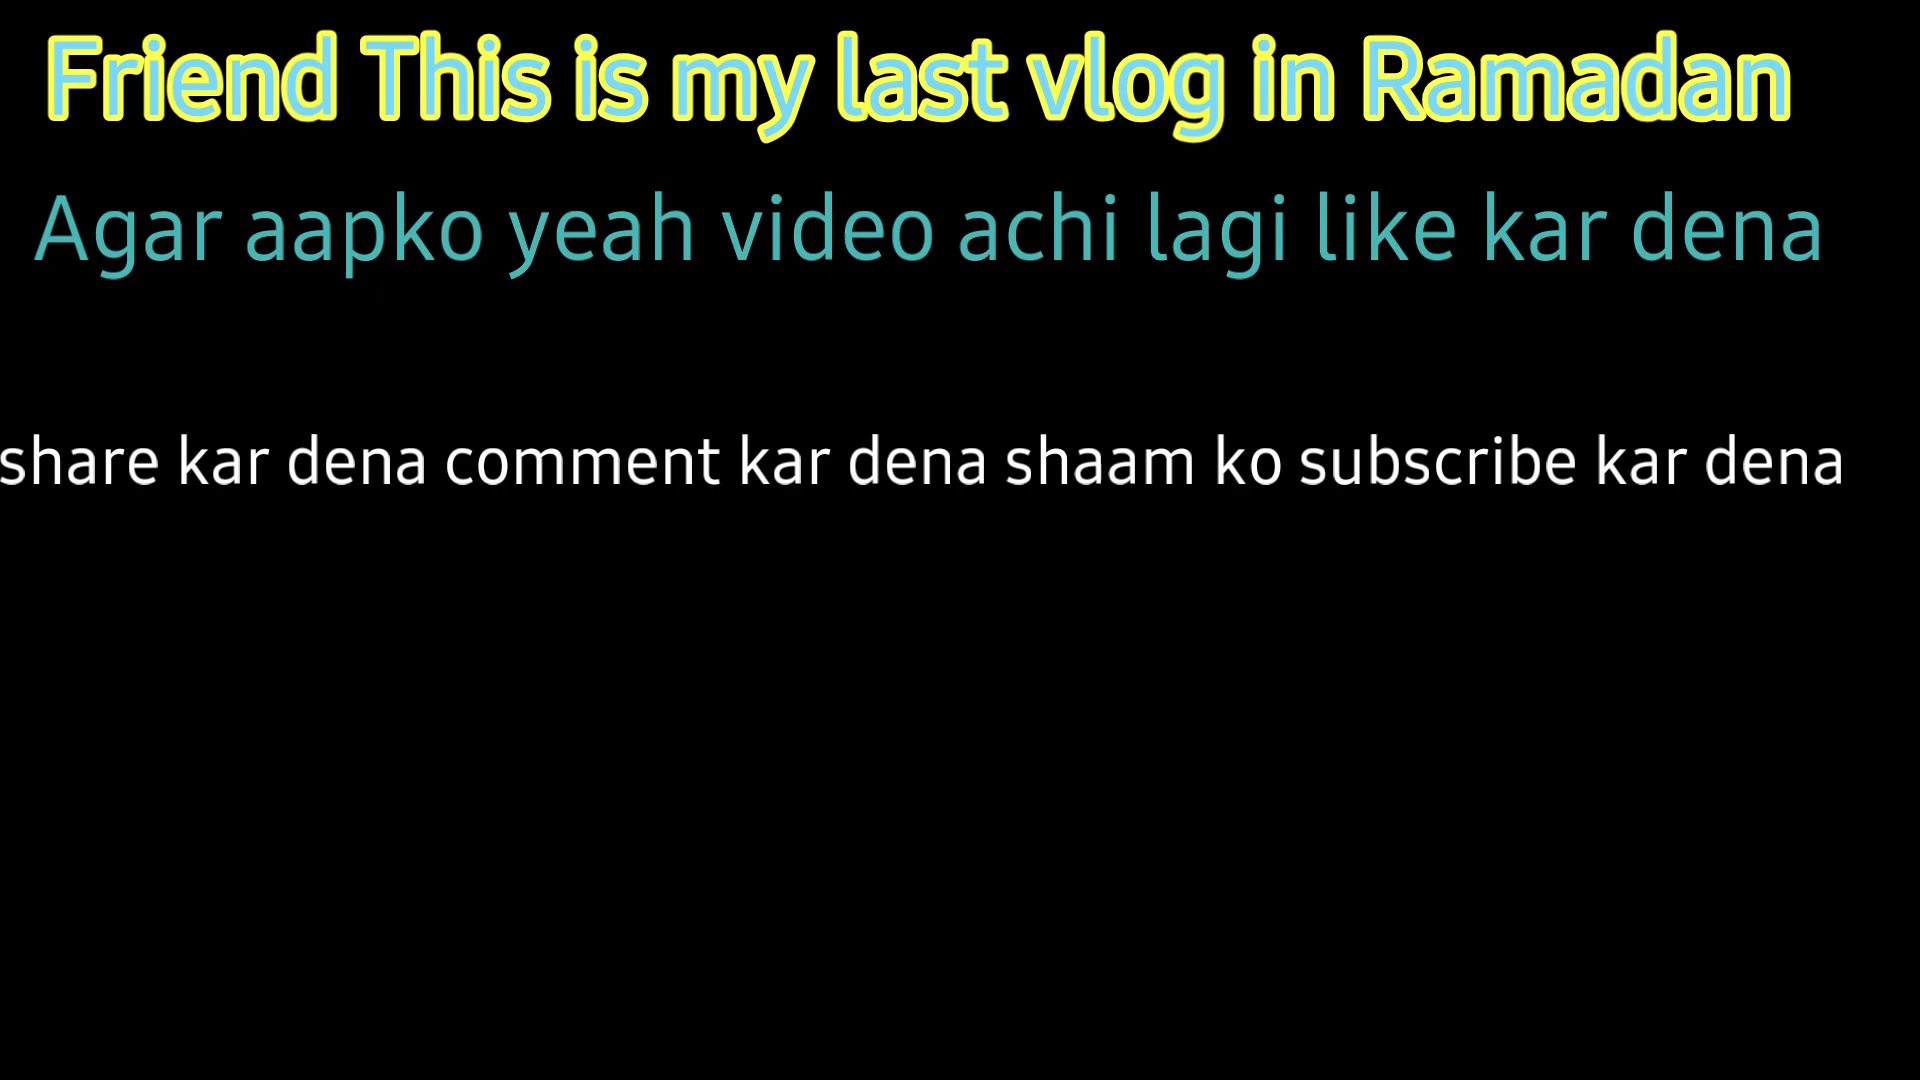 Friend This is my last vlog in Ramadan
Agar aapko yeah video achi lagi like kar dena
share kar dena comment kar dena shaam ko subscribe kar dena